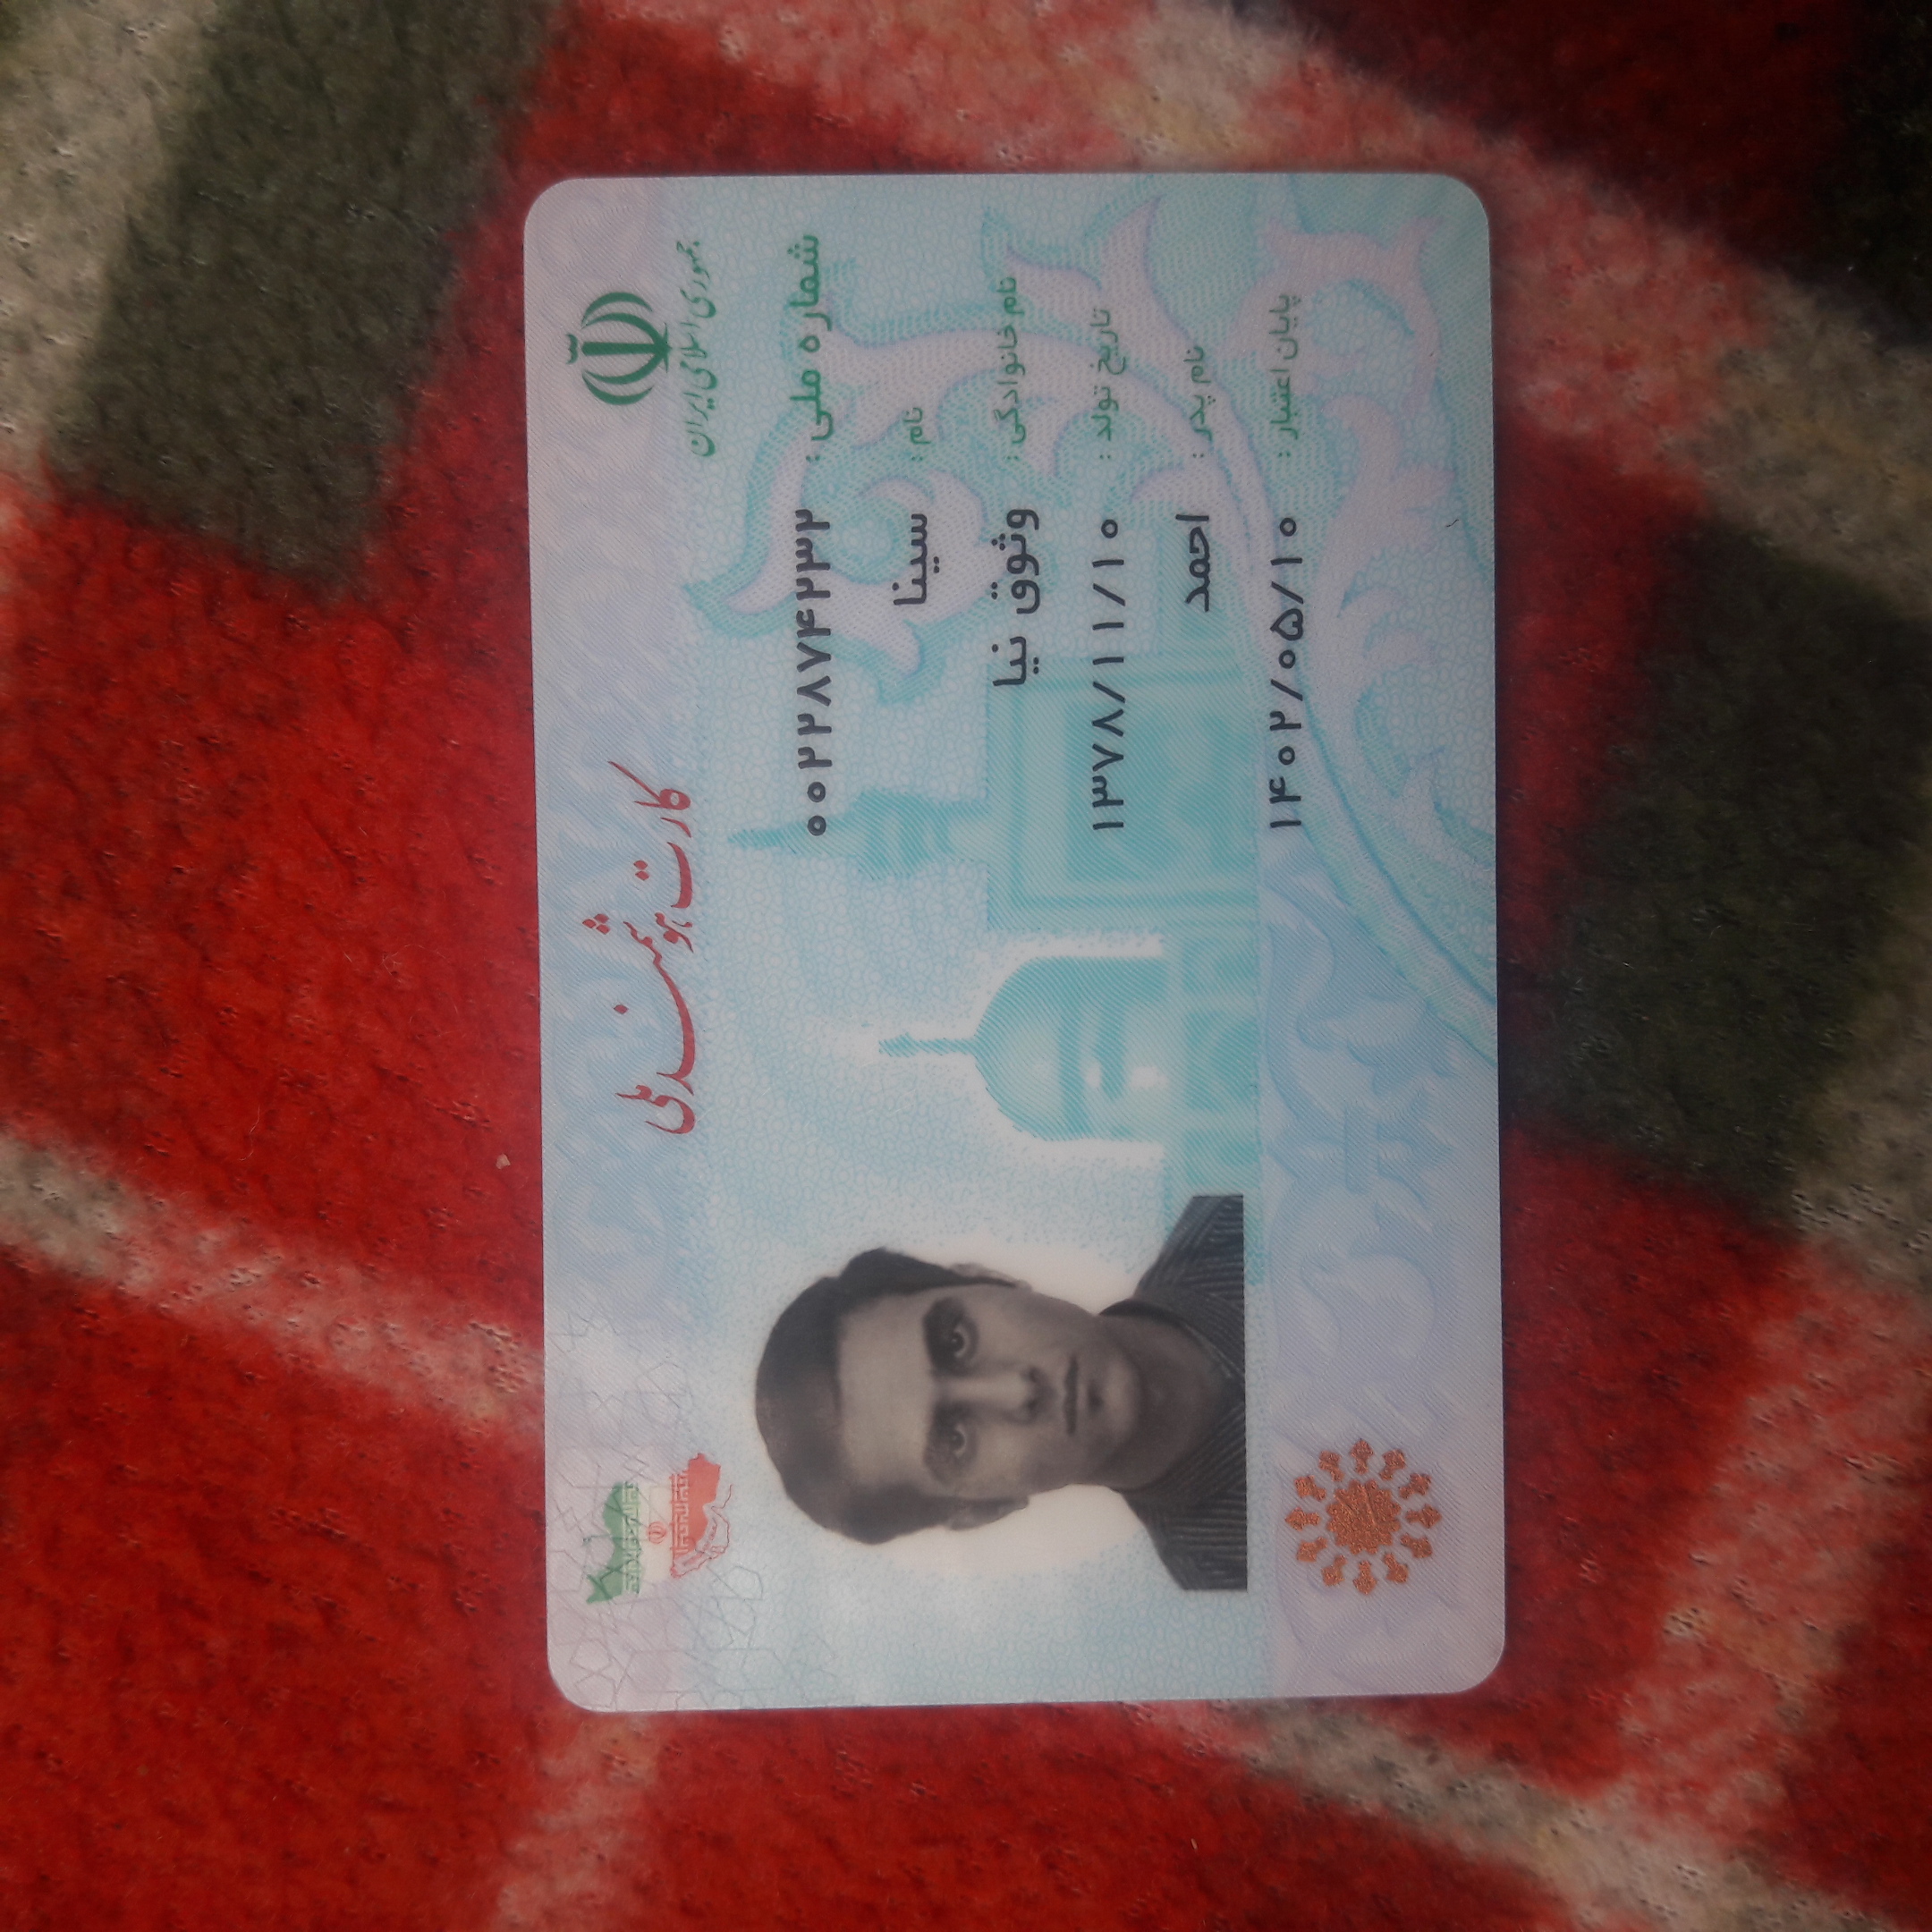 جمهوری اسلامی ایران
کارت هوشمند ملی
شماره ملی : ۰۰۲۲۸۷۴۲۳۲
نام : سینا
نام خانوادگی : وثوق نیا
تاریخ تولد : ۱۳۷۸/۱۱/۱۰
نام پدر : احمد
پایان اعتبار : ۱۴۰۲/۰۵/۱۰